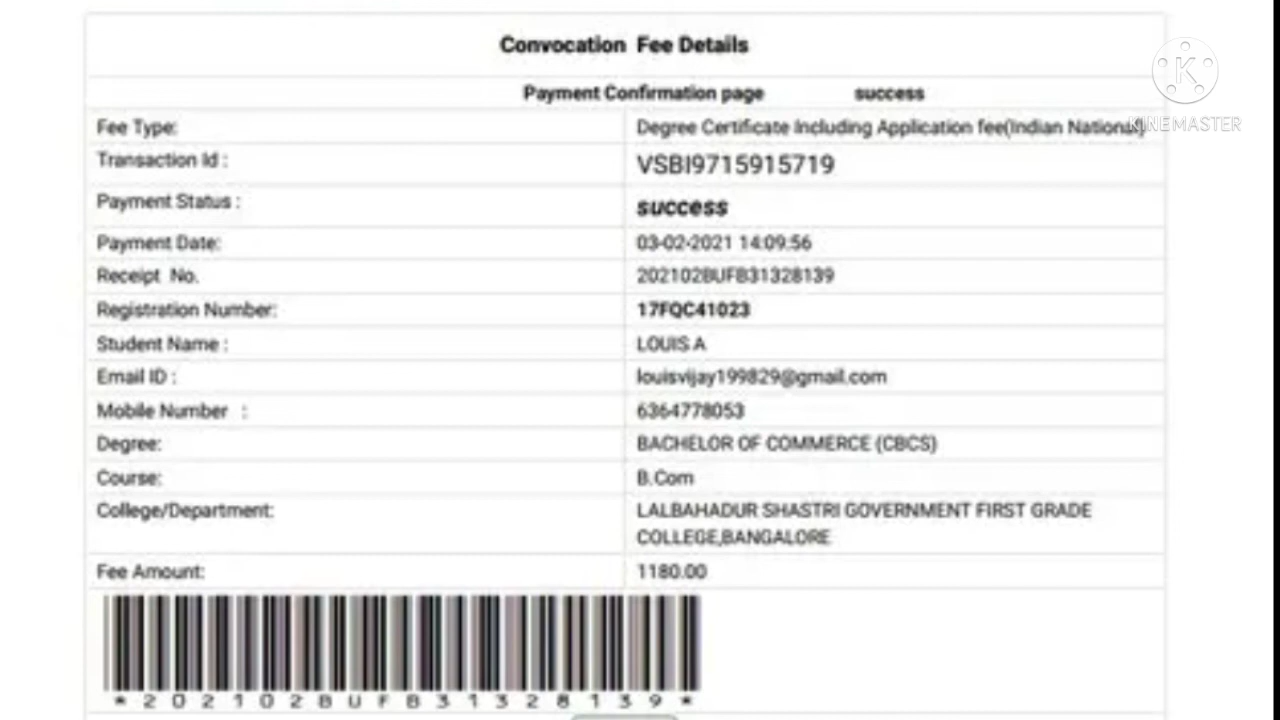 Convocation Fee Details
Payment Confirmation page success
Fee Type: Degree Certificate Including Application fee(Indian National)
KINEMASTER
Transaction Id : VSBI9715915719
Payment Status : success
Payment Date: 03-02-2021 14:09:56
Receipt No. 202102BUFB31328139
Registration Number: 17FQC41023
Student Name : LOUIS A
Email ID : louisvijay199829@gmail.com
Mobile Number : 6364778053
Degree: BACHELOR OF COMMERCE (CBCS)
Course: B.Com
College/Department: LALBAHADUR SHASTRI GOVERNMENT FIRST GRADE
COLLEGE,BANGALORE
Fee Amount: 1180.00
*202102BUFB31328139*